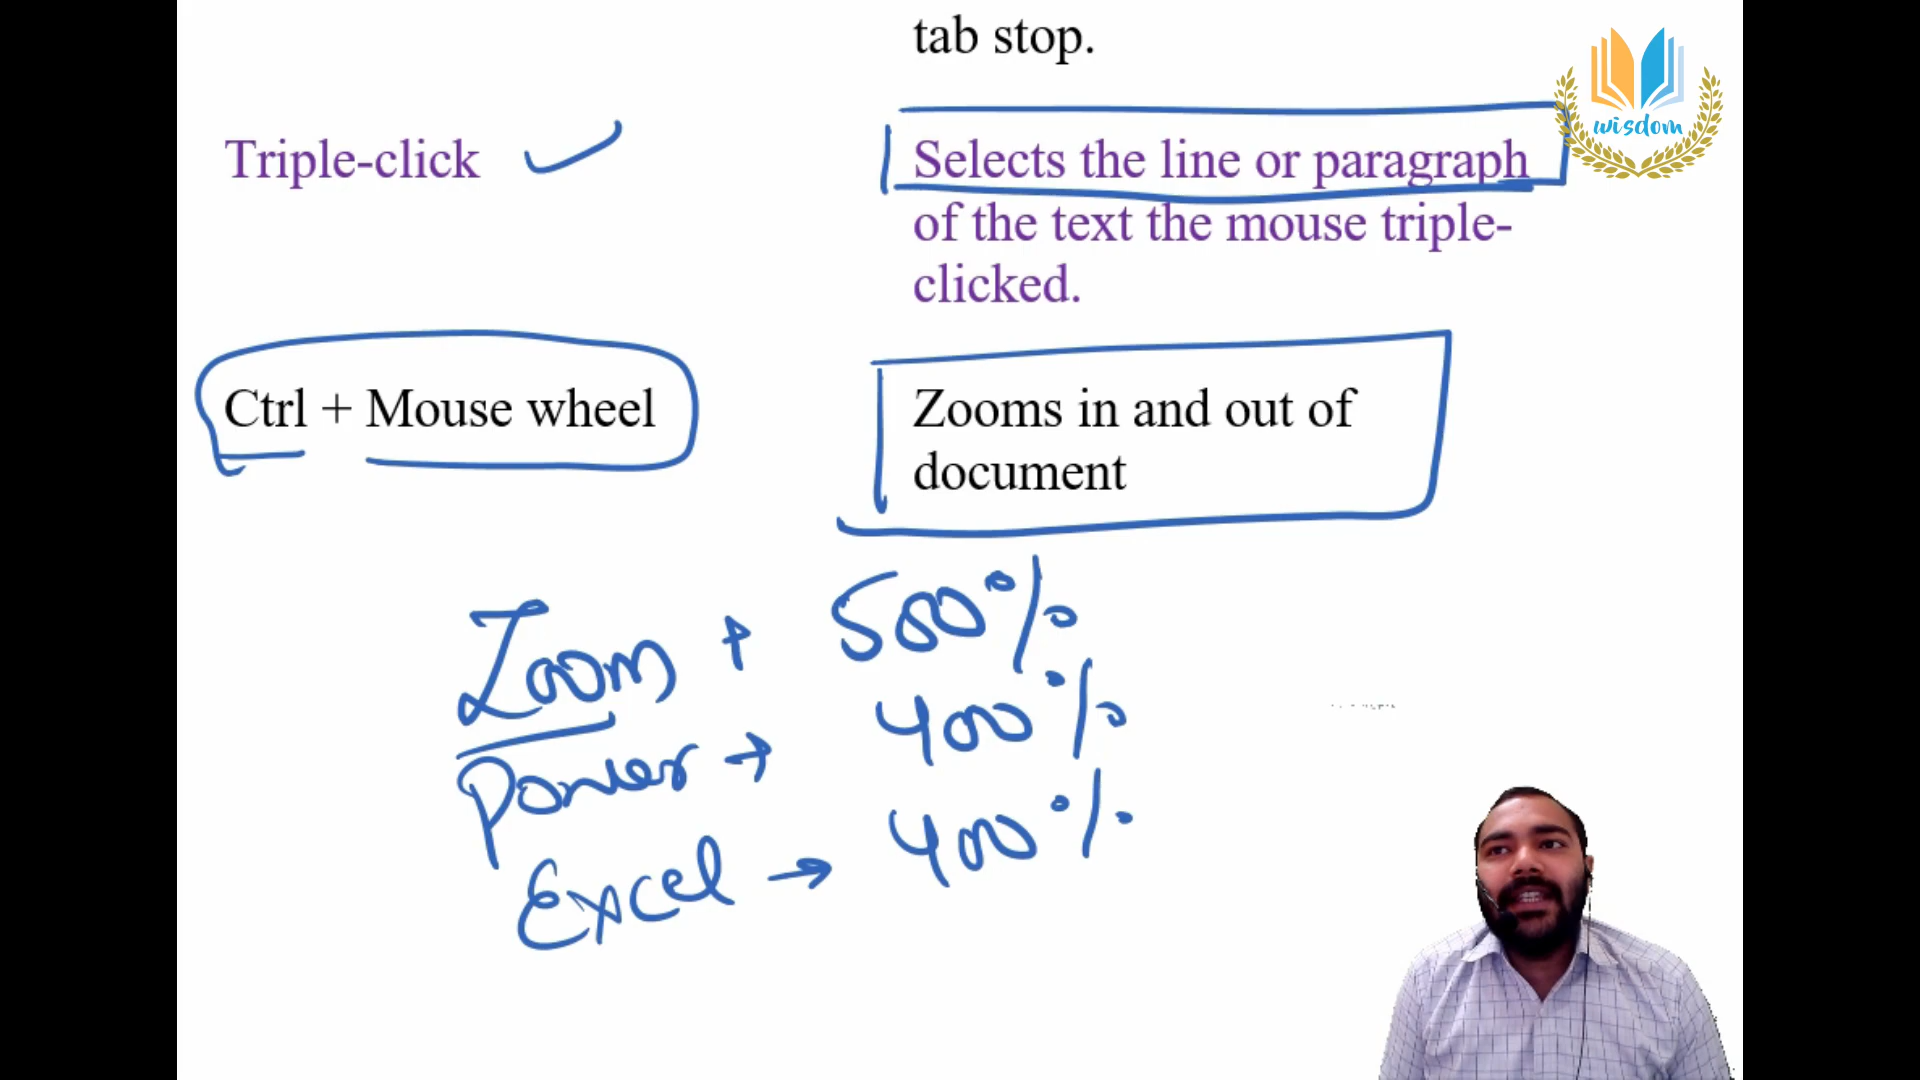 tab stop.
wisdom
Triple-click
Selects the line or paragraph
of the text the mouse triple-
clicked.
Ctrl + Mouse wheel
Zooms in and out of
document
Zoom → 500%
Power → 400%
Excel → 400%